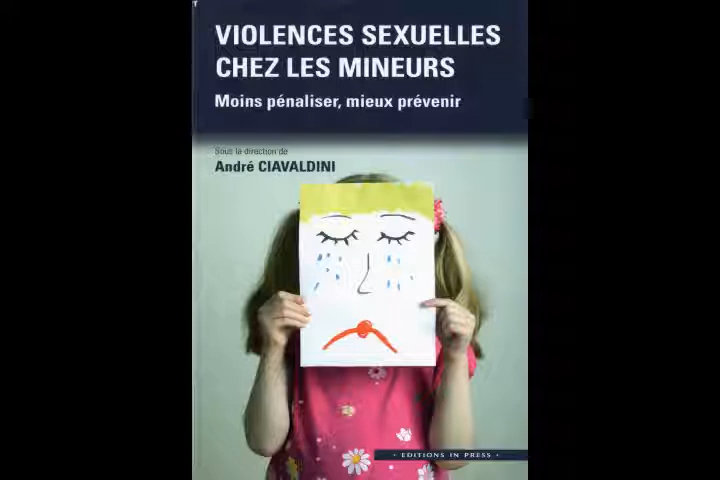 VIOLENCES SEXUELLES
CHEZ LES MINEURS
Moins pénaliser, mieux prévenir
Sous la direction de
André CIAVALDINI
• EDITIONS IN PRESS •